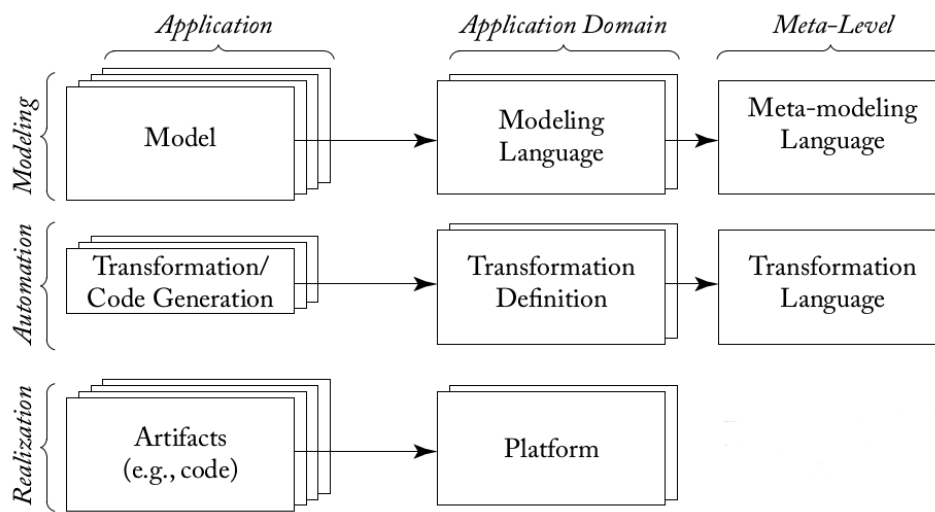 Application
Application Domain
Meta-Level
Modeling
Model
Modeling
Language
Meta-modeling
Language
Automation
Transformation/
Code Generation
Transformation
Definition
Transformation
Language
Realization
Artifacts
(e.g., code)
Platform